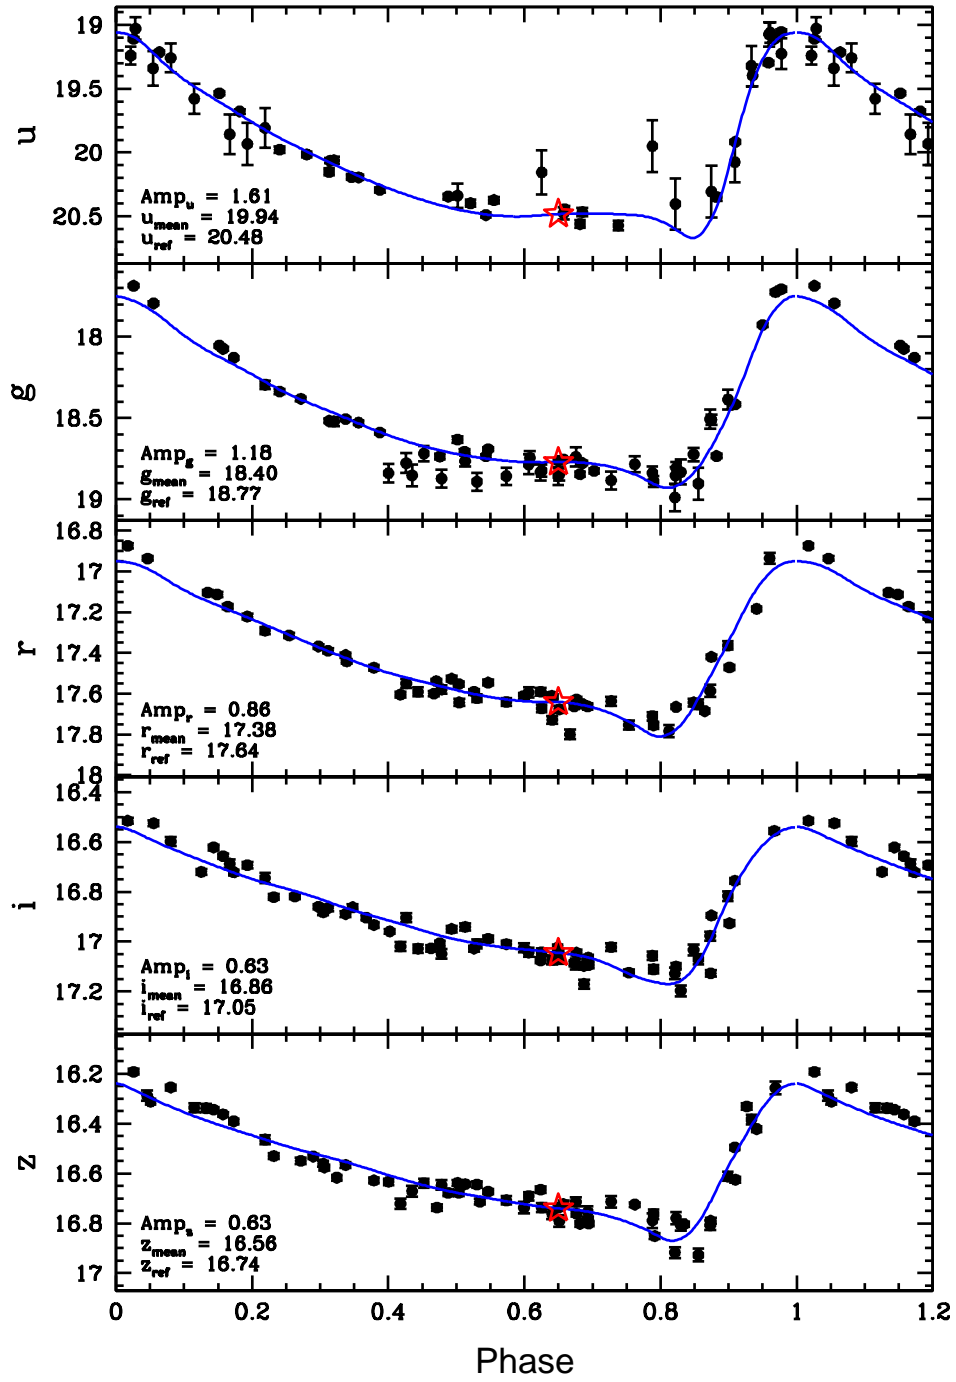 19
19.5
20
20.5
u
Amp_u = 1.61
u_mean = 19.94
u_ref = 20.48
18
18.5
19
g
Amp_g = 1.18
g_mean = 18.40
g_ref = 18.77
16.8
17
17.2
17.4
17.6
17.8
18
r
Amp_r = 0.86
r_mean = 17.38
r_ref = 17.64
16.4
16.6
16.8
17
17.2
i
Amp_i = 0.63
i_mean = 16.86
i_ref = 17.05
16.2
16.4
16.6
16.8
17
z
Amp_z = 0.63
z_mean = 16.56
z_ref = 16.74
0 0.2 0.4 0.6 0.8 1 1.2
Phase